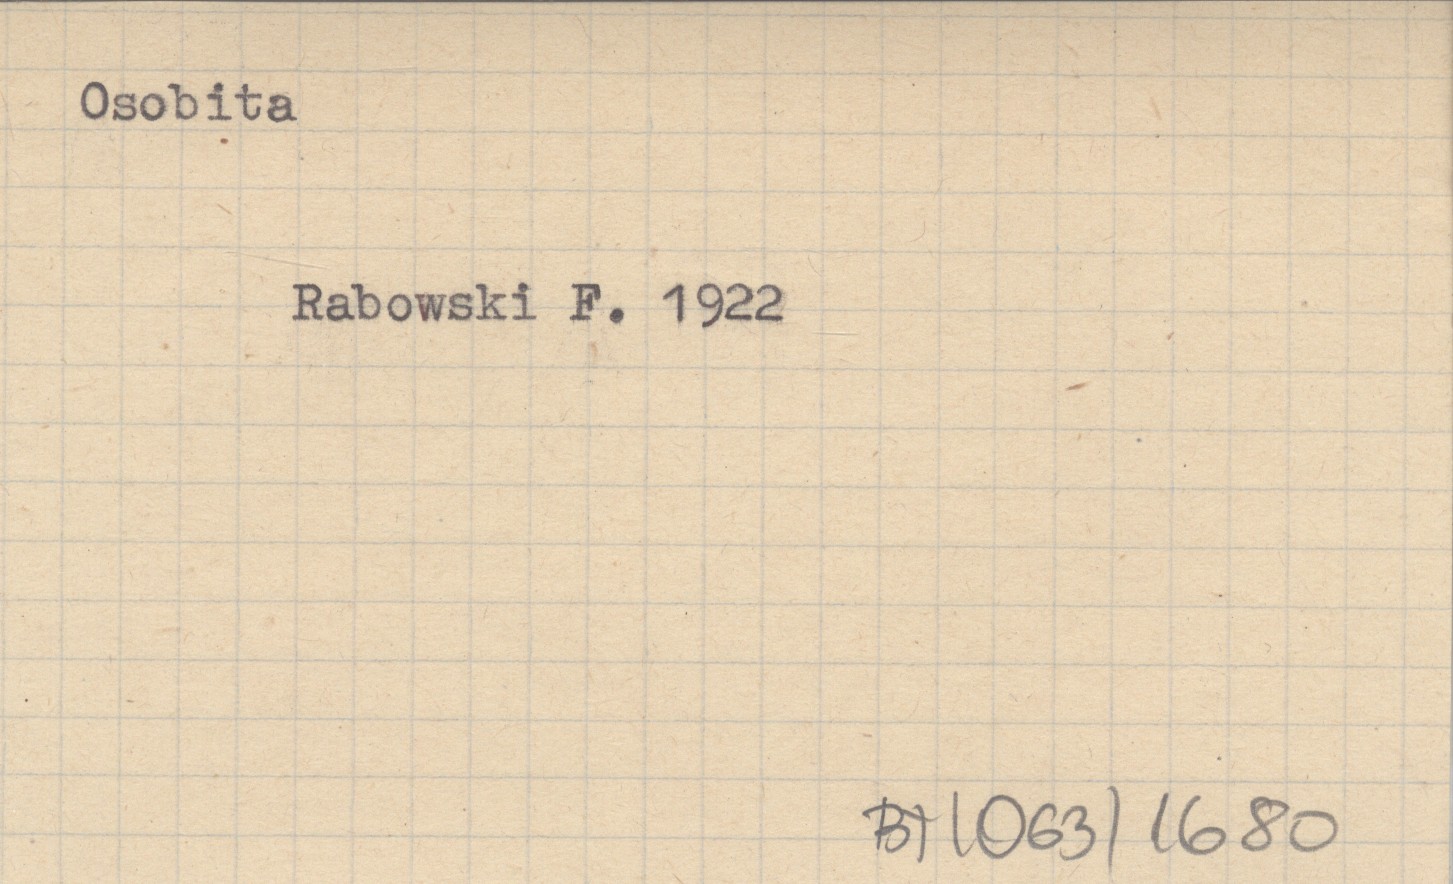 Osobita
Rabowski F. 1922
BT(063) 1680